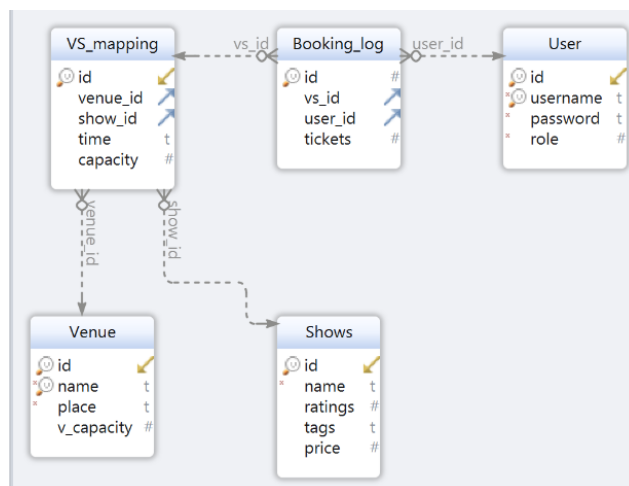 VS_mapping
id
venue_id
show_id
time t
capacity #
vs_id
Booking_log
id #
vs_id
user_id
tickets #
user_id
User
id
username t
password t
role #
venue_id
show_id
Venue
id
name t
place t
v_capacity #
Shows
id
name t
ratings #
tags t
price #